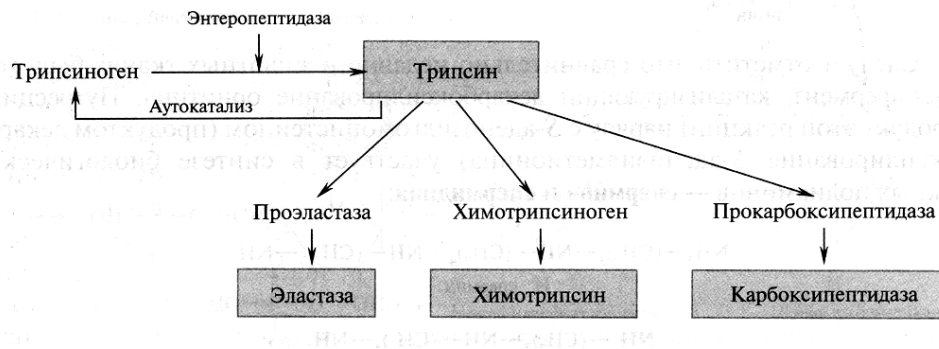 Энтеропептидаза
Трипсиноген
Трипсин
Аутокатализ
Проэластаза
Химотрипсиноген
Прокарбоксипептидаза
Эластаза
Химотрипсин
Карбоксипептидаза